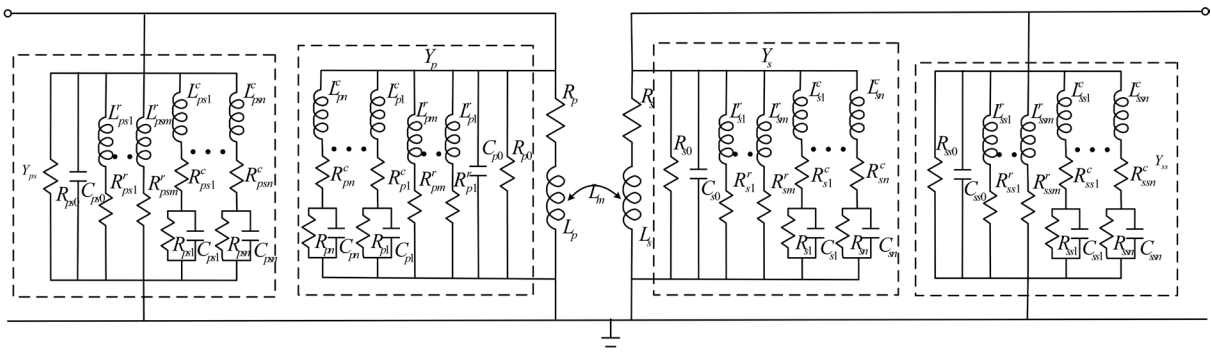 Y_ps
R_ps0
C_ps0
L^r_ps1
R^r_ps1
L^r_psm
R^r_psm
L^c_ps1
R^c_ps1
R_ps1
C_ps1
L^c_psn
R^c_psn
R_psn
C_psn
Y_p
L^c_pn
R^c_pn
R_pn
C_pn
L^c_p1
R^c_p1
R_p1
C_p1
L^r_pm
R^r_pm
L^r_p1
R^r_p1
C_p0
R_p0
R_p
L_p
L_m
R_s
L_s
Y_s
R_s0
C_s0
L^r_s1
R^r_s1
L^r_sm
R^r_sm
L^c_s1
R^c_s1
R_s1
C_s1
L^c_sn
R^c_sn
R_sn
C_sn
R_ss0
C_ss0
L^r_ss1
R^r_ss1
L^r_ssm
R^r_ssm
L^c_ss1
R^c_ss1
R_ss1
C_ss1
L^c_ssn
R^c_ssn
R_ssn
C_ssn
Y_ss